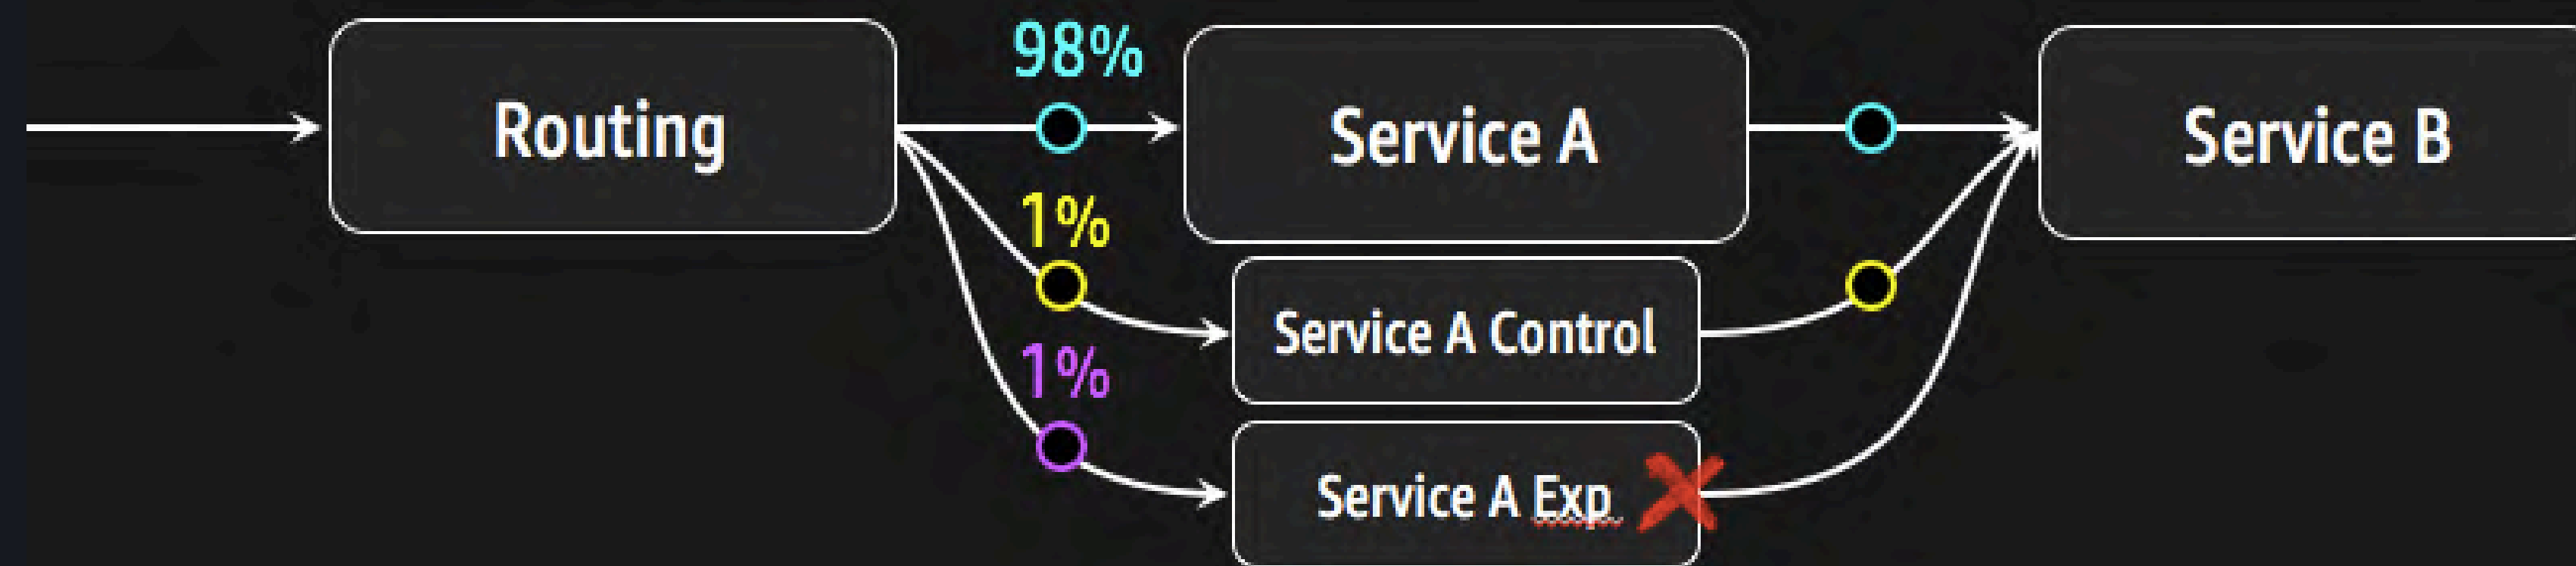 98%
Routing
Service A
Service B
1%
Service A Control
1%
Service A Exp